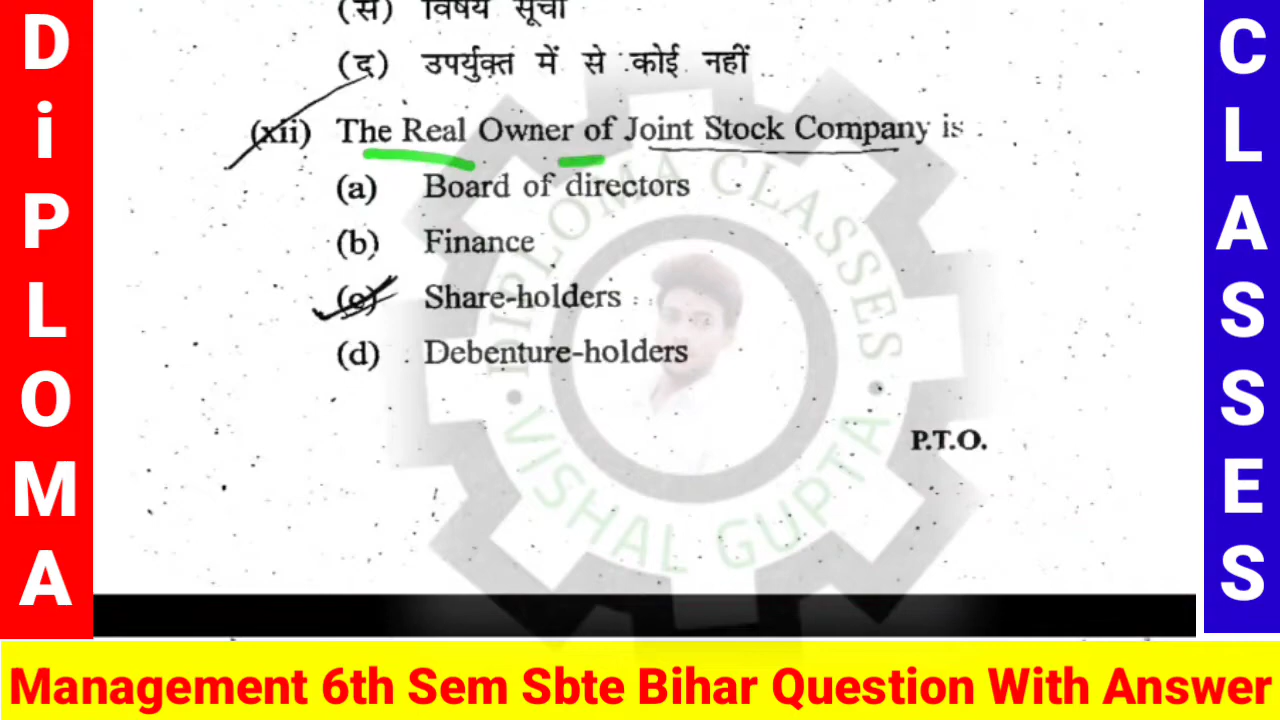 DiPLOMA
(स) विषय सूची
(द) उपर्युक्त में से कोई नहीं
(xii) The Real Owner of Joint Stock Company is :
(a) Board of directors
(b) Finance
(c) Share-holders
(d) Debenture-holders
DIPLOMA CLASSES
VISHAL GUPTA
P.T.O.
CLASSES
Management 6th Sem Sbte Bihar Question With Answer